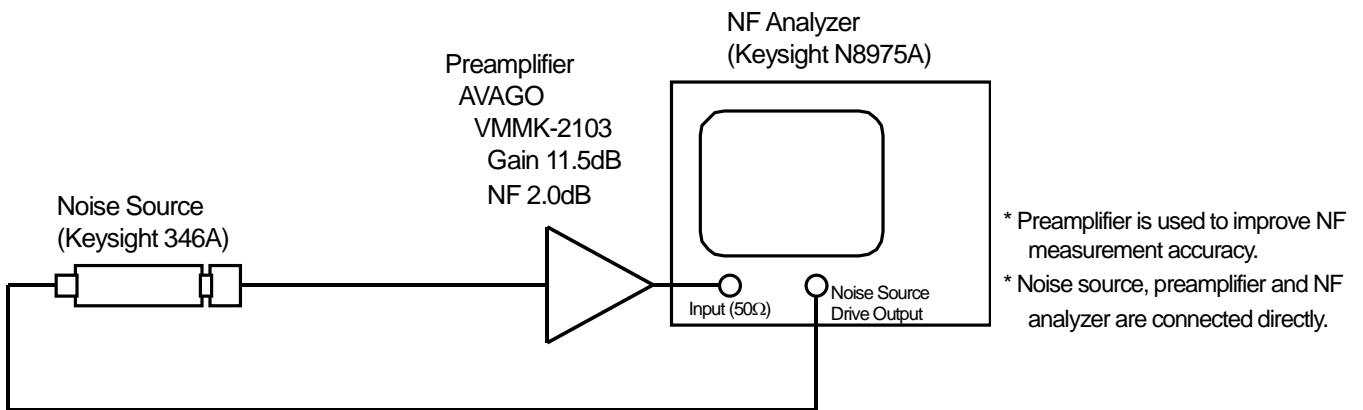 NF Analyzer
(Keysight N8975A)
Preamplifier
AVAGO
VMMK-2103
Gain 11.5dB
NF 2.0dB
Noise Source
(Keysight 346A)
Input (50Ω)
Noise Source
Drive Output
* Preamplifier is used to improve NF
measurement accuracy.
* Noise source, preamplifier and NF
analyzer are connected directly.